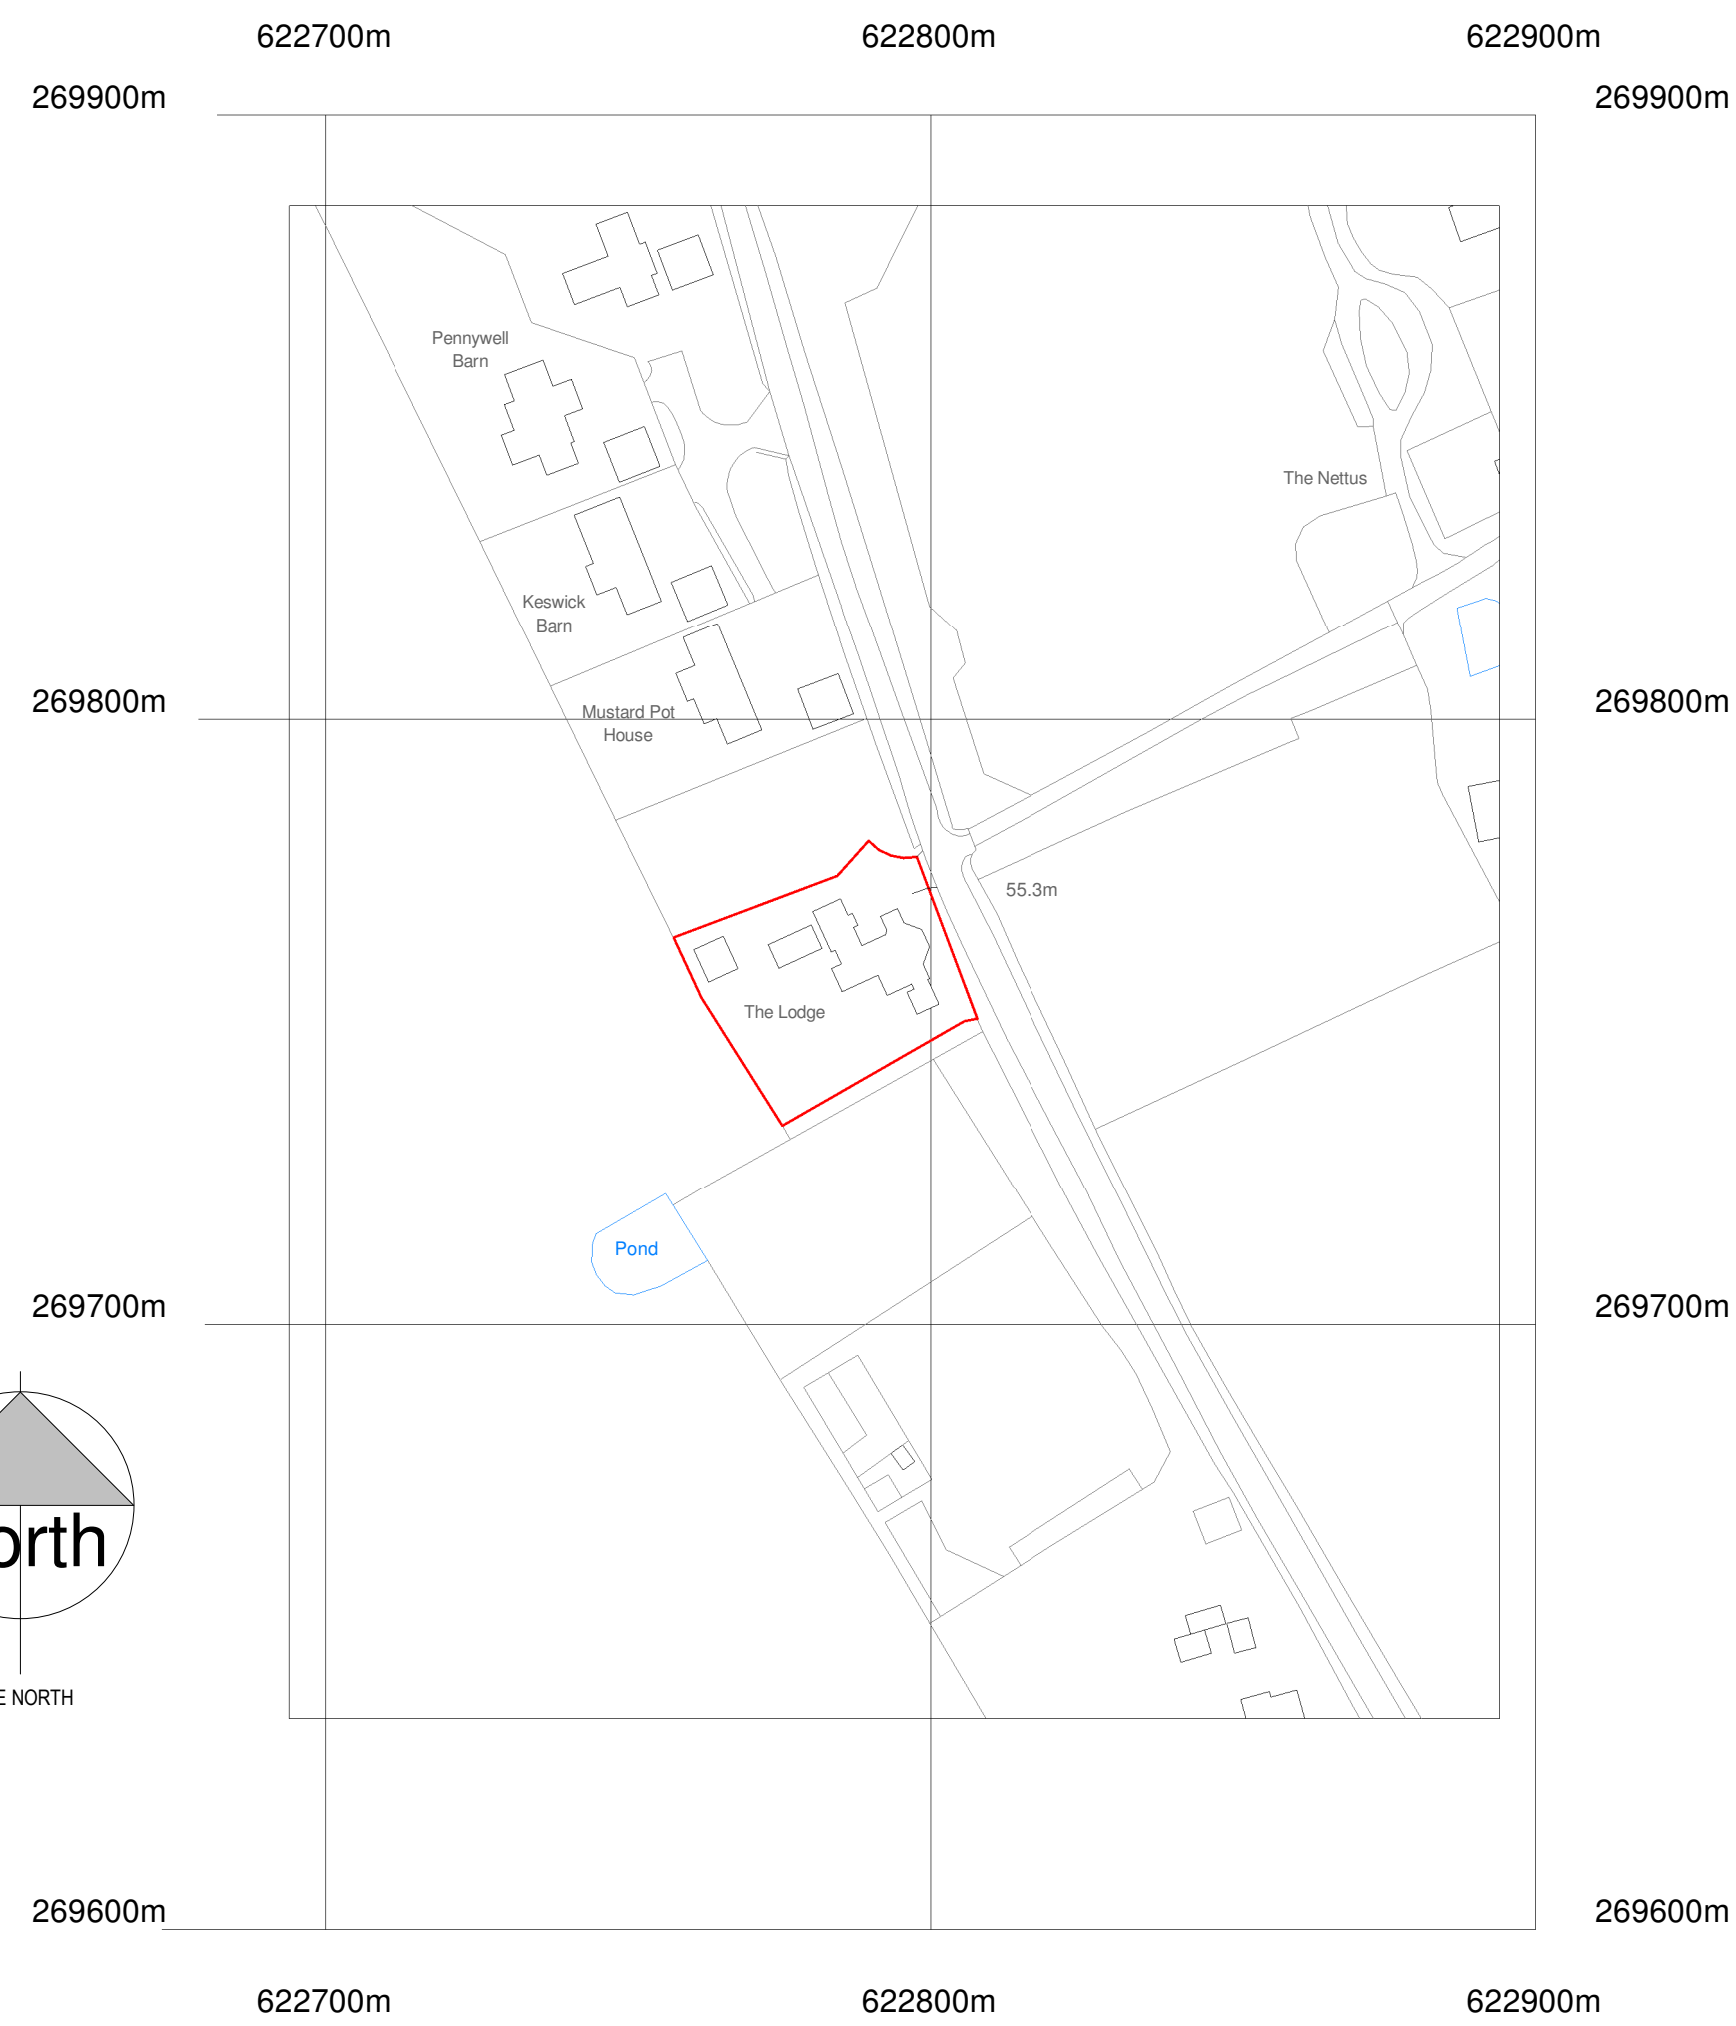 622700m 622800m 622900m
269900m 269900m
Pennywell
Barn
The Nettus
Keswick
Barn
269800m 269800m
Mustard Pot
House
55.3m
The Lodge
Pond
269700m 269700m
orth
E NORTH
269600m 269600m
622700m 622800m 622900m